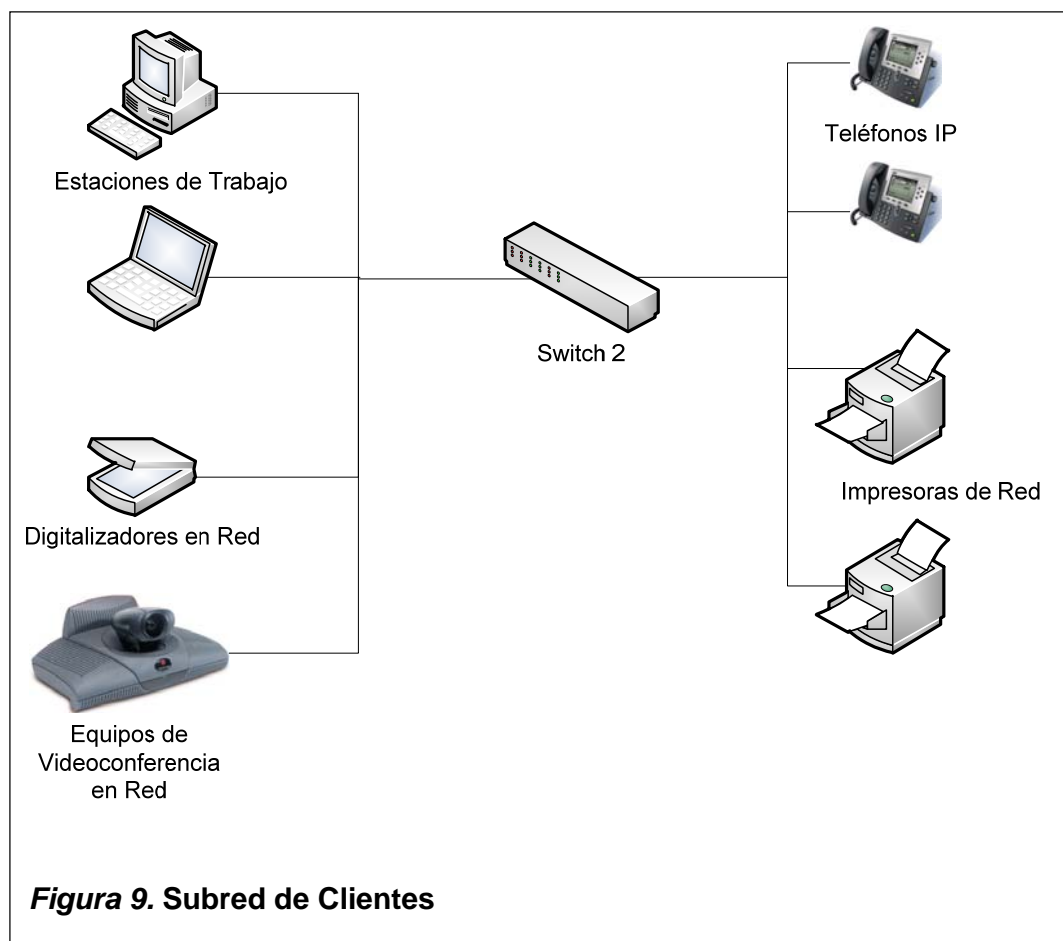 Estaciones de Trabajo
Teléfonos IP
Switch 2
Digitalizadores en Red
Impresoras de Red
Equipos de
Videoconferencia
en Red
Figura 9. Subred de Clientes